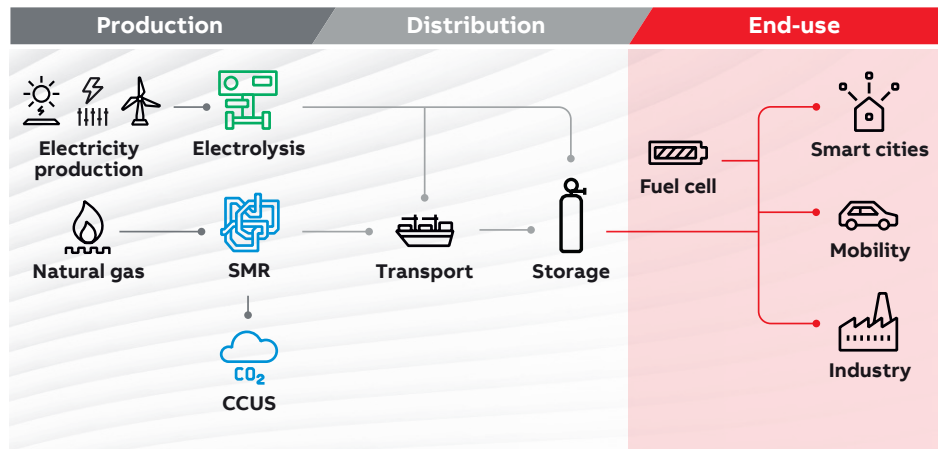 Production
Distribution
End-use
Electricity
production
Electrolysis
Fuel cell
Smart cities
Natural gas
SMR
Transport
Storage
Mobility
CO₂
CCUS
Industry